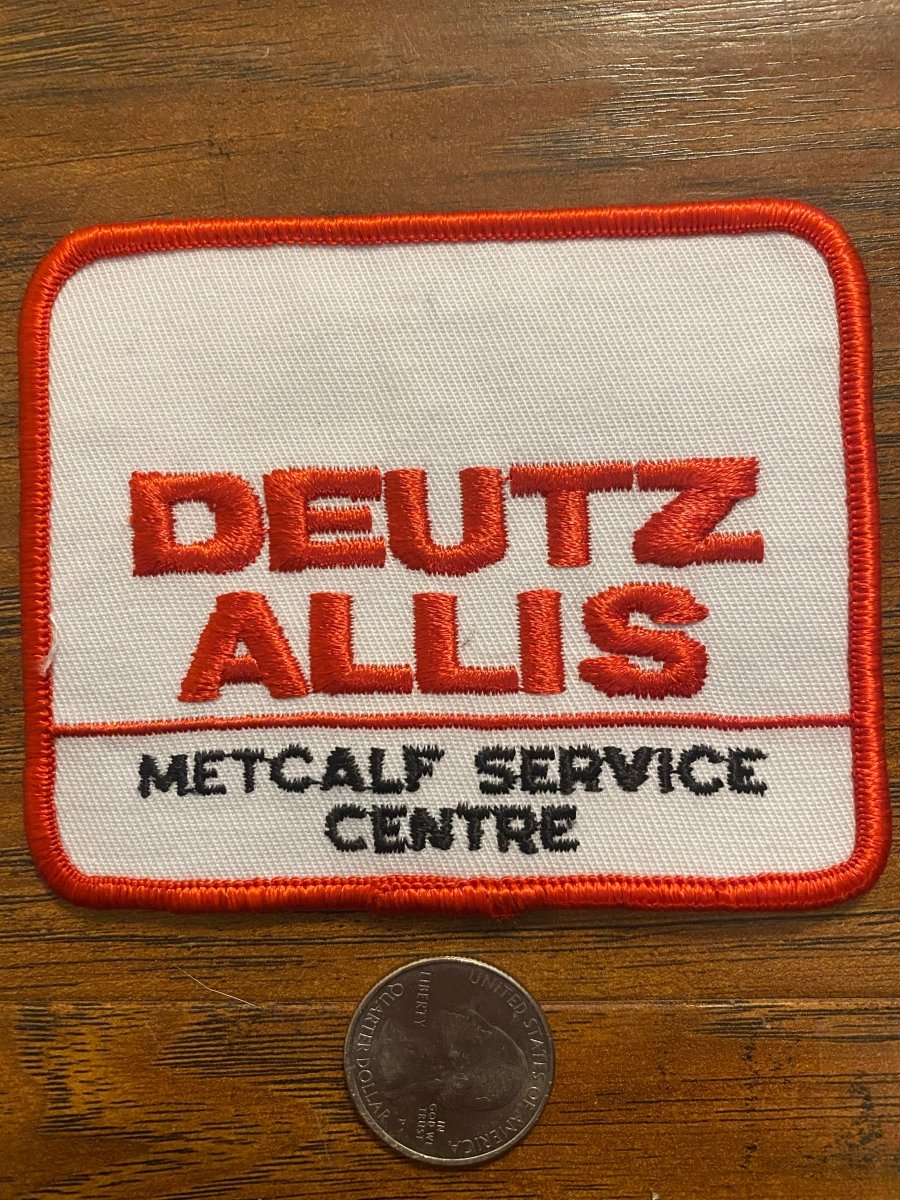 DEUTZ
ALLIS
METCALF SERVICE
CENTRE
UNITED STATES OF AMERICA
LIBERTY
IN
GOD WE
TRUST
QUARTER DOLLAR